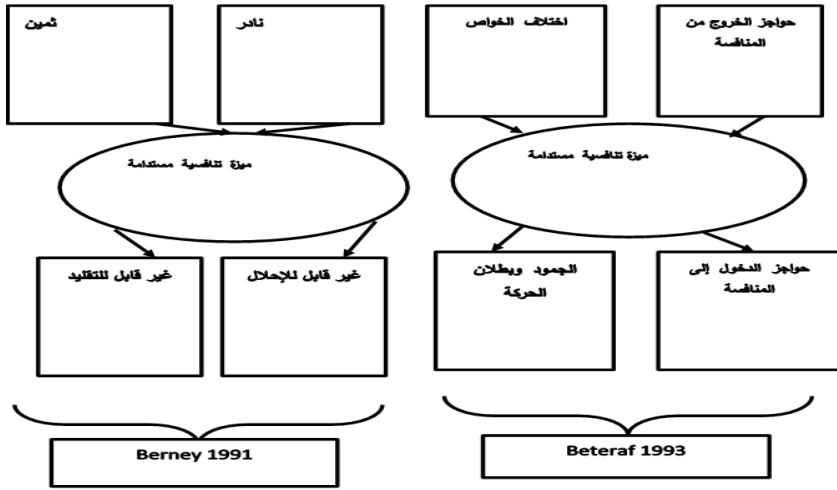 ثمين
نادر
اختلاف الخواص
حواجز الخروج من
المنافسة
ميزة تنافسية مستدامة
ميزة تنافسية مستدامة
غير قابل للتقليد
غير قابل للإحلال
الجمود وبطلان
الحركة
حواجز الدخول إلى
المنافسة
Berney 1991
Beteraf 1993